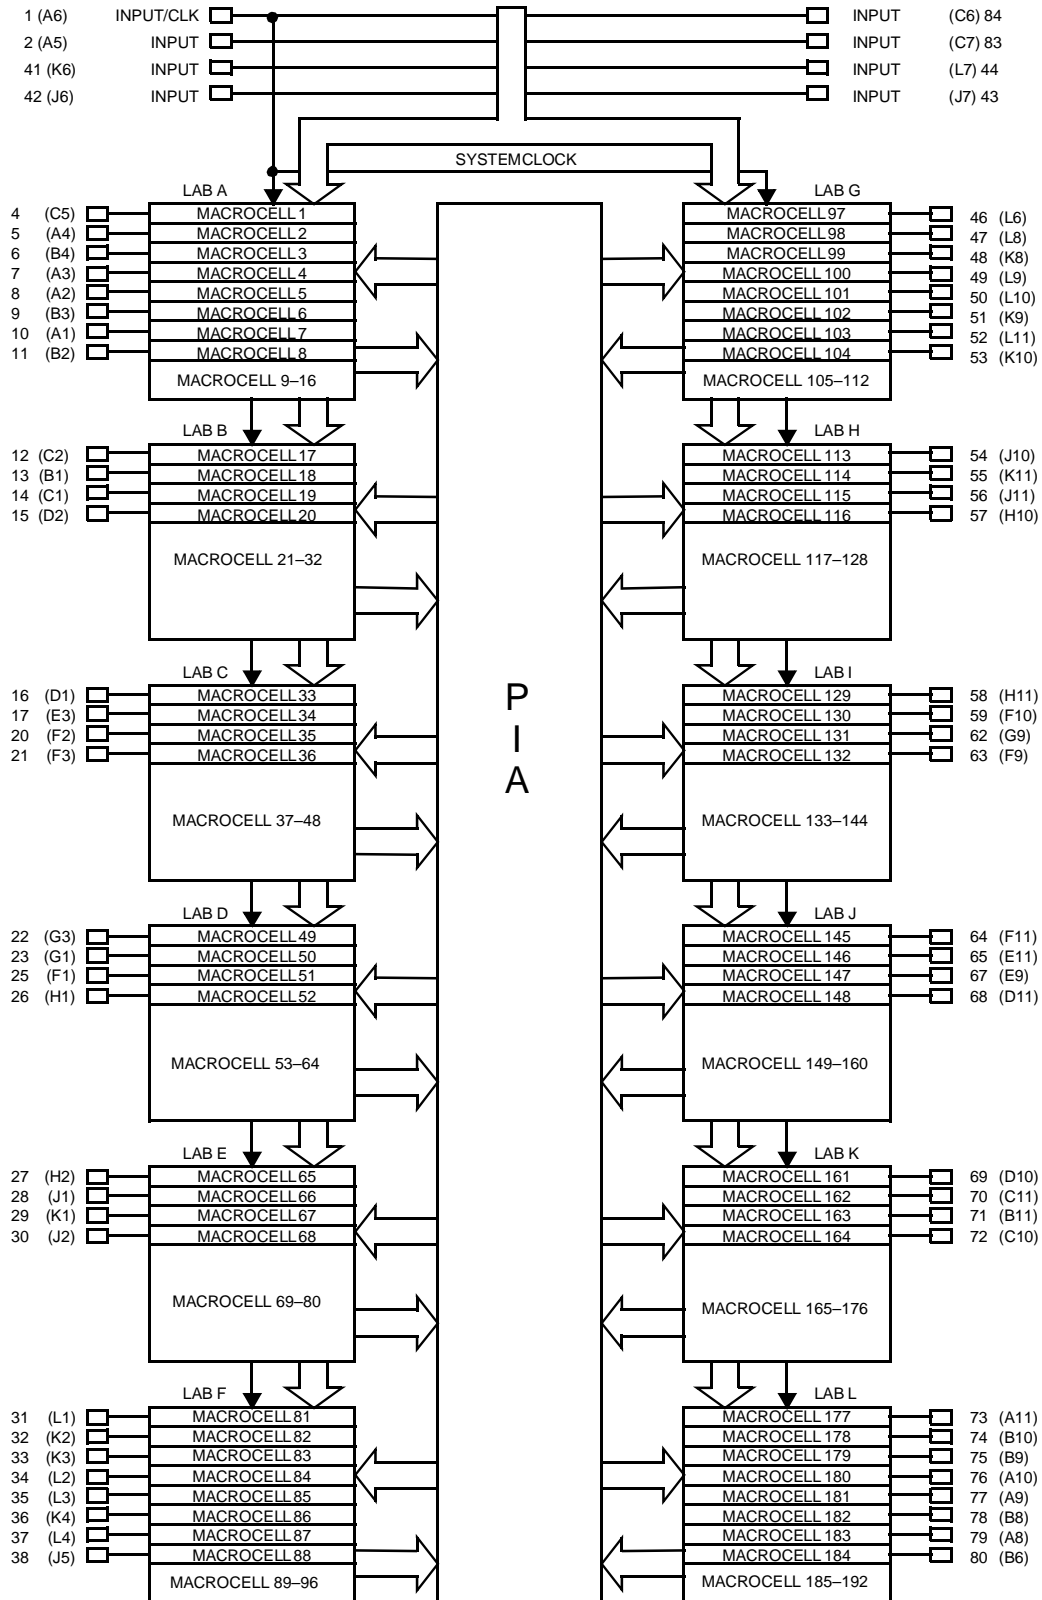 1 (A6) INPUT/CLK INPUT (C6) 84
2 (A5) INPUT INPUT (C7) 83
41 (K6) INPUT INPUT (L7) 44
42 (J6) INPUT INPUT (J7) 43
SYSTEM CLOCK
LAB A LAB G
4 (C5) MACROCELL 1 MACROCELL 97 46 (L6)
5 (A4) MACROCELL 2 MACROCELL 98 47 (L8)
6 (B4) MACROCELL 3 MACROCELL 99 48 (K8)
7 (A3) MACROCELL 4 MACROCELL 100 49 (L9)
8 (A2) MACROCELL 5 MACROCELL 101 50 (L10)
9 (B3) MACROCELL 6 MACROCELL 102 51 (K9)
10 (A1) MACROCELL 7 MACROCELL 103 52 (L11)
11 (B2) MACROCELL 8 MACROCELL 104 53 (K10)
MACROCELL 9–16 MACROCELL 105–112
LAB B LAB H
12 (C2) MACROCELL 17 MACROCELL 113 54 (J10)
13 (B1) MACROCELL 18 MACROCELL 114 55 (K11)
14 (C1) MACROCELL 19 MACROCELL 115 56 (J11)
15 (D2) MACROCELL 20 MACROCELL 116 57 (H10)
MACROCELL 21–32 MACROCELL 117–128
LAB C LAB I
16 (D1) MACROCELL 33 MACROCELL 129 58 (H11)
17 (E3) MACROCELL 34 MACROCELL 130 59 (F10)
20 (F2) MACROCELL 35 MACROCELL 131 62 (G9)
21 (F3) MACROCELL 36 MACROCELL 132 63 (F9)
P
I
A
MACROCELL 37–48 MACROCELL 133–144
LAB D LAB J
22 (G3) MACROCELL 49 MACROCELL 145 64 (F11)
23 (G1) MACROCELL 50 MACROCELL 146 65 (E11)
25 (F1) MACROCELL 51 MACROCELL 147 67 (E9)
26 (H1) MACROCELL 52 MACROCELL 148 68 (D11)
MACROCELL 53–64 MACROCELL 149–160
LAB E LAB K
27 (H2) MACROCELL 65 MACROCELL 161 69 (D10)
28 (J1) MACROCELL 66 MACROCELL 162 70 (C11)
29 (K1) MACROCELL 67 MACROCELL 163 71 (B11)
30 (J2) MACROCELL 68 MACROCELL 164 72 (C10)
MACROCELL 69–80 MACROCELL 165–176
LAB F LAB L
31 (L1) MACROCELL 81 MACROCELL 177 73 (A11)
32 (K2) MACROCELL 82 MACROCELL 178 74 (B10)
33 (K3) MACROCELL 83 MACROCELL 179 75 (B9)
34 (L2) MACROCELL 84 MACROCELL 180 76 (A10)
35 (L3) MACROCELL 85 MACROCELL 181 77 (A9)
36 (K4) MACROCELL 86 MACROCELL 182 78 (B8)
37 (L4) MACROCELL 87 MACROCELL 183 79 (A8)
38 (J5) MACROCELL 88 MACROCELL 184 80 (B6)
MACROCELL 89–96 MACROCELL 185–192